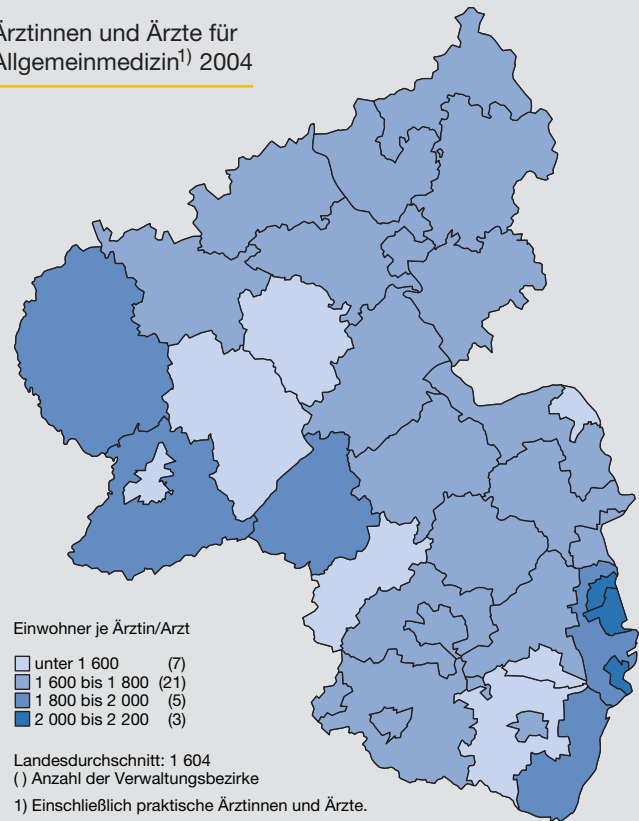 Ärztinnen und Ärzte für
Allgemeinmedizin1) 2004
Einwohner je Ärztin/Arzt
unter 1 600 (7)
1 600 bis 1 800 (21)
1 800 bis 2 000 (5)
2 000 bis 2 200 (3)
Landesdurchschnitt: 1 604
( ) Anzahl der Verwaltungsbezirke
1) Einschließlich praktische Ärztinnen und Ärzte.